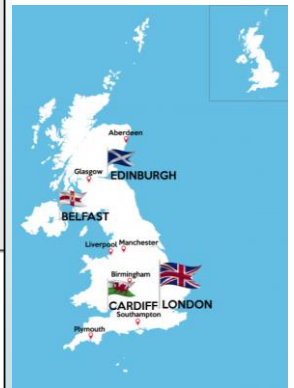 Aberdeen
Glasgow
EDINBURGH
BELFAST
Liverpool Manchester
Birmingham
CARDIFF LONDON
Southampton
Plymouth